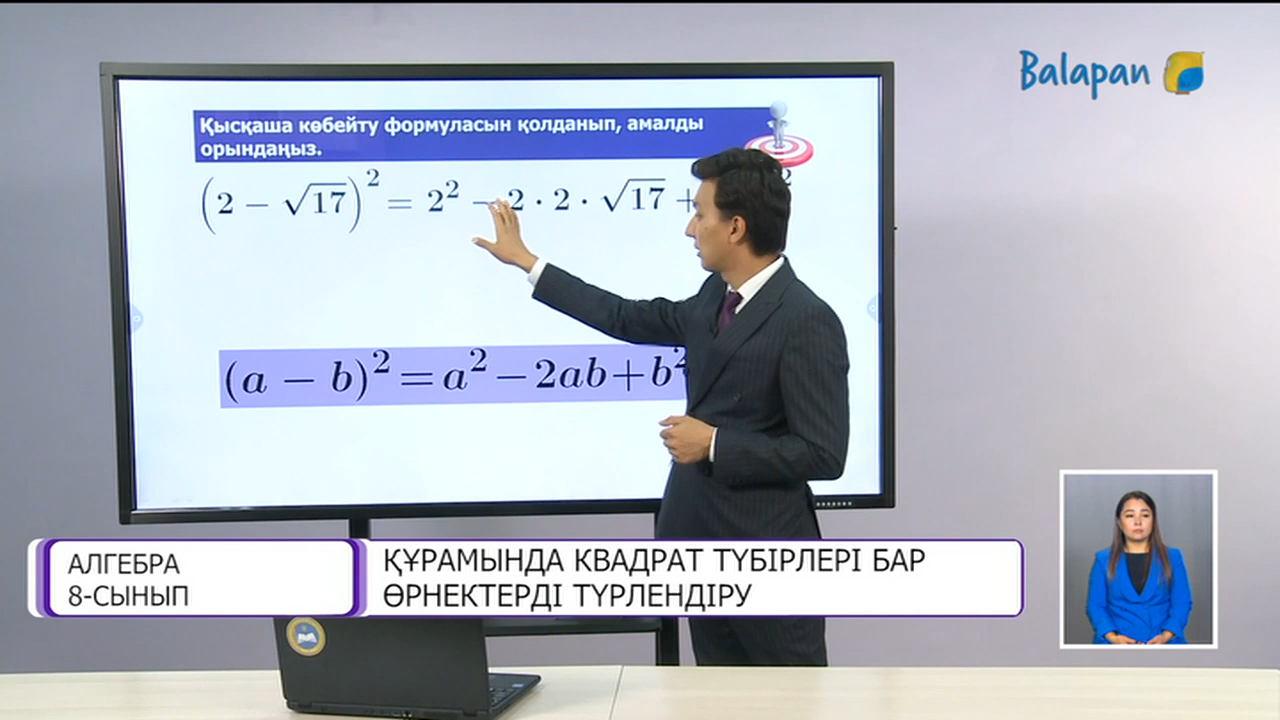 Balapan
Қысқаша көбейту формуласын қолданып, амалды
орындаңыз.
(2 − √17)² = 2² − 2 · 2 · √17 +
(a − b)² = a² − 2ab + b²
АЛГЕБРА
8-СЫНЫП
ҚҰРАМЫНДА КВАДРАТ ТҮБІРЛЕРІ БАР
ӨРНЕКТЕРДІ ТҮРЛЕНДІРУ